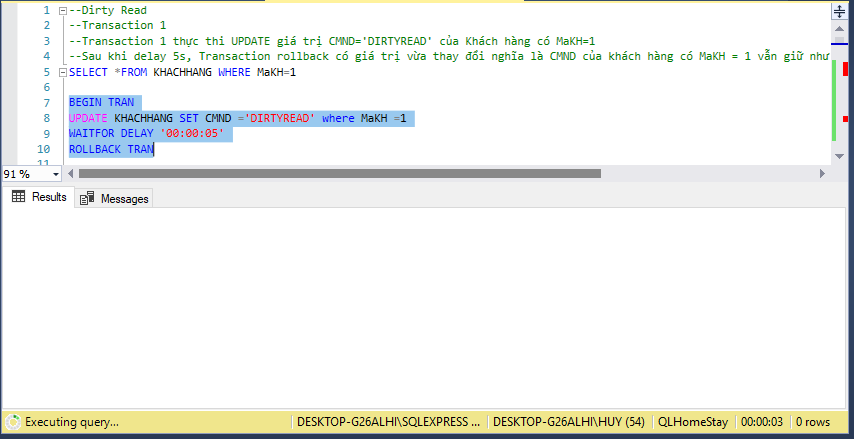 1 --Dirty Read
2 --Transaction 1
3 --Transaction 1 thực thi UPDATE giá trị CMND='DIRTYREAD' của Khách hàng có MaKH=1
4 --Sau khi delay 5s, Transaction rollback có giá trị vừa thay đổi nghĩa là CMND của khách hàng có MaKH = 1 vẫn giữ như
5 SELECT *FROM KHACHHANG WHERE MaKH=1
6
7 BEGIN TRAN
8 UPDATE KHACHHANG SET CMND ='DIRTYREAD' where MaKH =1
9 WAITFOR DELAY '00:00:05'
10 ROLLBACK TRAN
11
91 %
Results Messages
Executing query... DESKTOP-G26ALHI\SQLEXPRESS ... DESKTOP-G26ALHI\HUY (54) QLHomeStay 00:00:03 0 rows